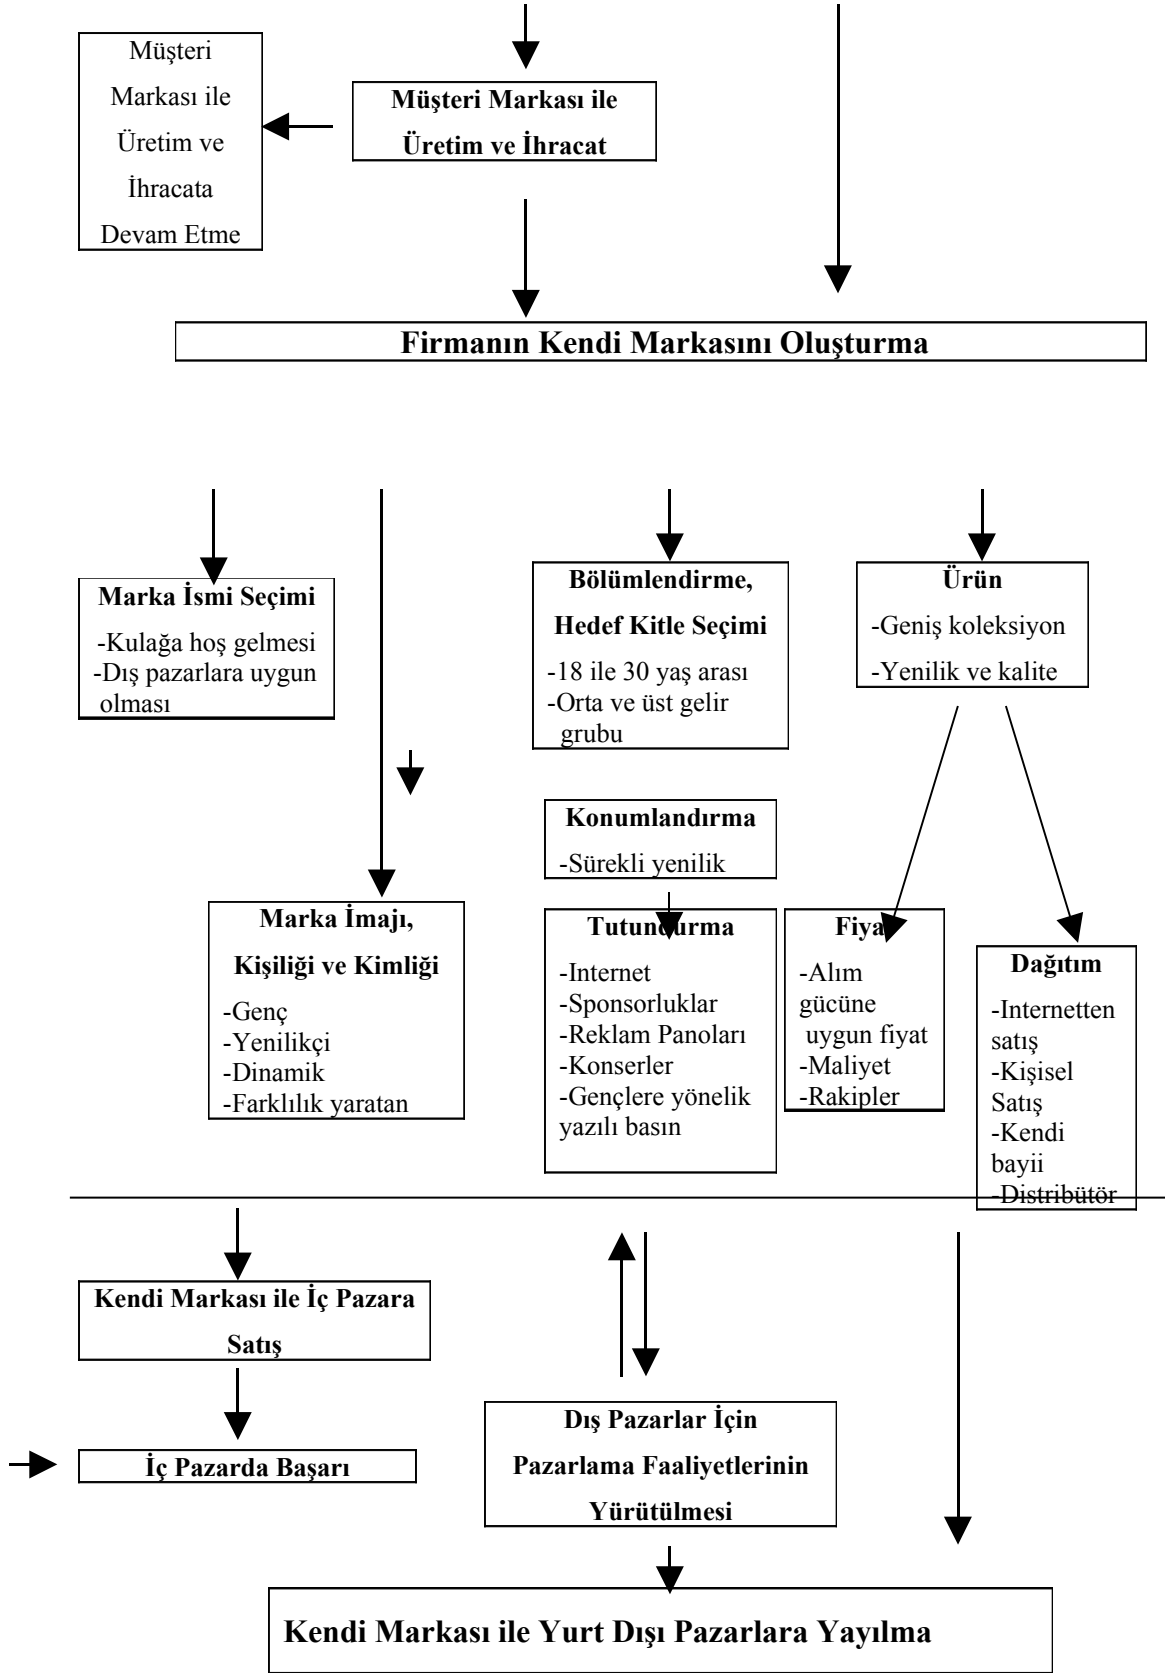 Müşteri
Markası ile
Üretim ve
İhracata
Devam Etme
Müşteri Markası ile
Üretim ve İhracat
Firmanın Kendi Markasını Oluşturma
Marka İsmi Seçimi
-Kulağa hoş gelmesi
-Dış pazarlara uygun
olması
Bölümlendirme,
Hedef Kitle Seçimi
-18 ile 30 yaş arası
-Orta ve üst gelir
grubu
Ürün
-Geniş koleksiyon
-Yenilik ve kalite
Konumlandırma
-Sürekli yenilik
Marka İmajı,
Kişiliği ve Kimliği
-Genç
-Yenilikçi
-Dinamik
-Farklılık yaratan
Tutundurma
-Internet
-Sponsorluklar
-Reklam Panoları
-Konserler
-Gençlere yönelik
yazılı basın
Fiya
-Alım
gücüne
uygun fiyat
-Maliyet
-Rakipler
Dağıtım
-Internetten
satış
-Kişisel
Satış
-Kendi
bayii
-Distribütör
Kendi Markası ile İç Pazara
Satış
İç Pazarda Başarı
Dış Pazarlar İçin
Pazarlama Faaliyetlerinin
Yürütülmesi
Kendi Markası ile Yurt Dışı Pazarlara Yayılma